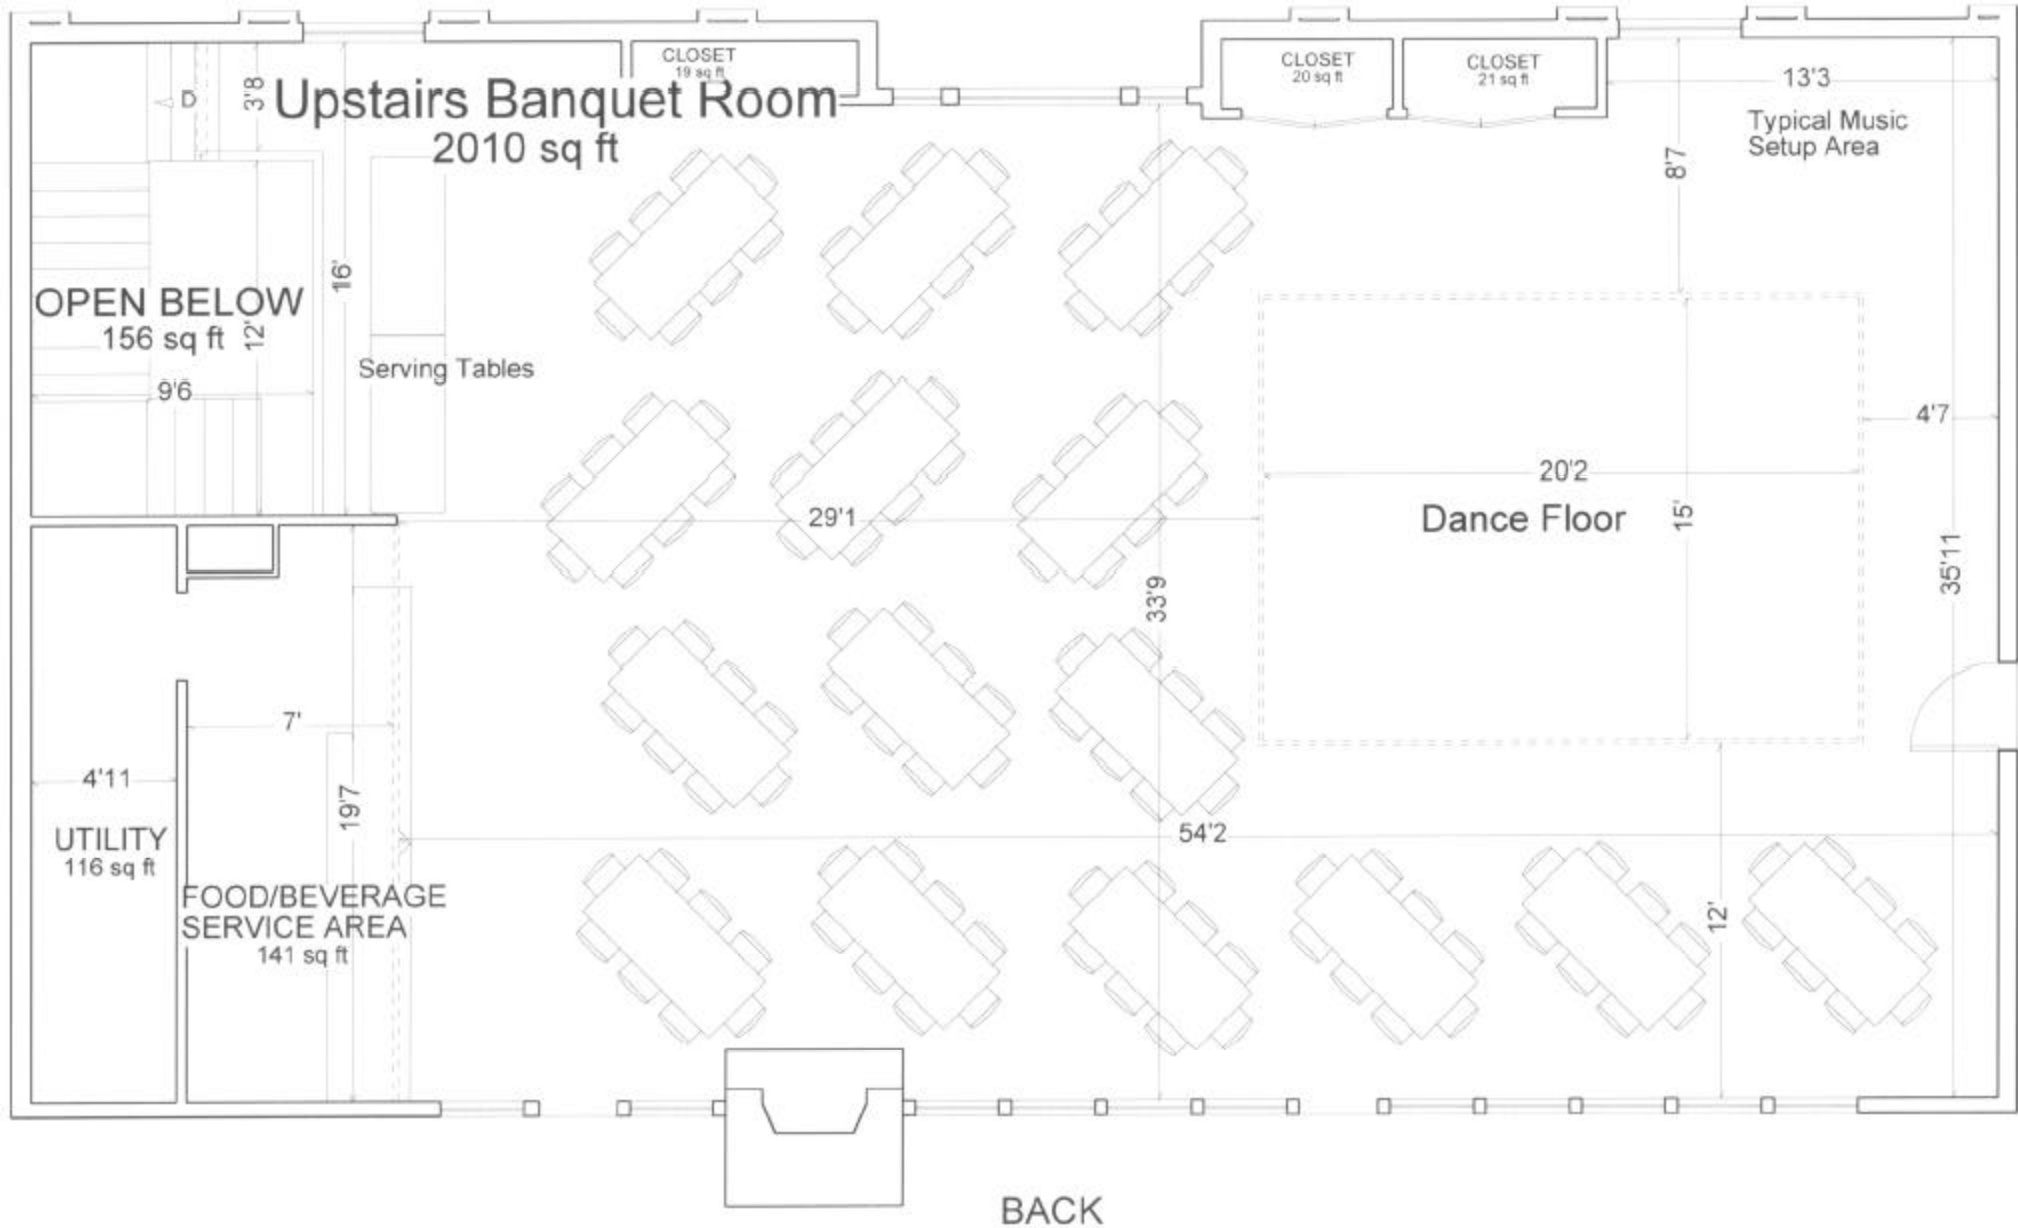 CLOSET
19 sq ft
CLOSET
20 sq ft
CLOSET
21 sq ft
13'3
D
3'8
Upstairs Banquet Room
2010 sq ft
Typical Music
Setup Area
8'7
16'
OPEN BELOW
156 sq ft
12'
9'6
Serving Tables
4'7
20'2
29'1
Dance Floor
15'
35'11
33'9
7'
4'11
19'7
54'2
UTILITY
116 sq ft
FOOD/BEVERAGE
SERVICE AREA
141 sq ft
12'
BACK